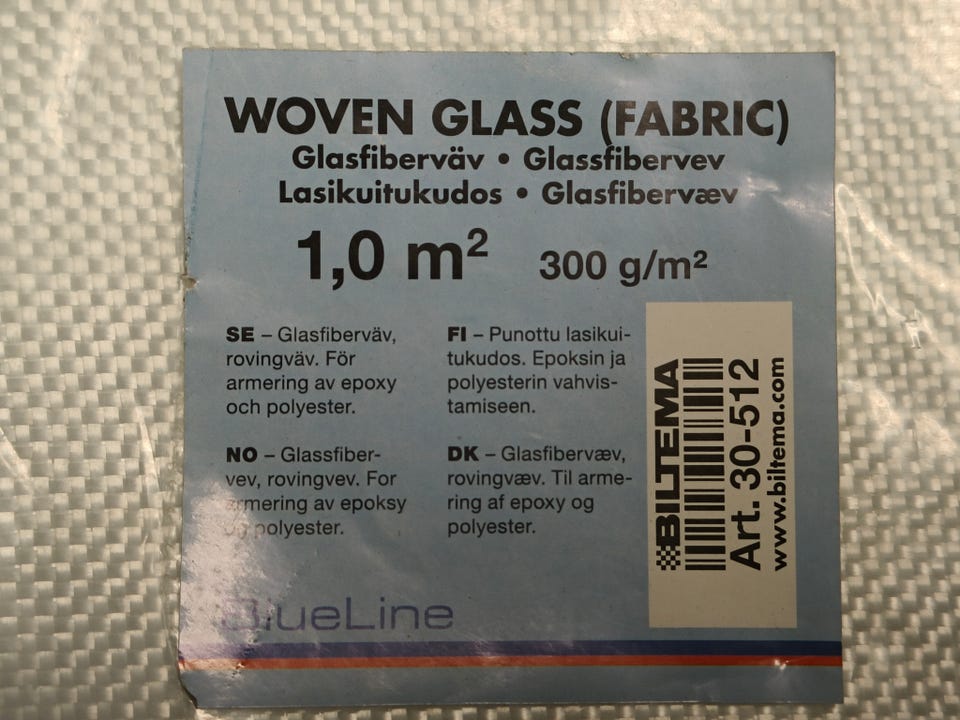 WOVEN GLASS (FABRIC)
Glasfiberväv • Glassfibervev
Lasikuitukudos • Glasfibervæv
1,0 m² 300 g/m²
SE – Glasfiberväv,
rovingväv. För
armering av epoxy
och polyester.
FI – Punottu lasikui-
tukudos. Epoksin ja
polyesterin vahvis-
tamiseen.
NO – Glassfiber-
vev, rovingvev. For
armering av epoksy
og polyester.
DK – Glasfibervæv,
rovingvæv. Til arme-
ring af epoxy og
polyester.
BILTEMA
Art. 30-512
www.biltema.com
BlueLine